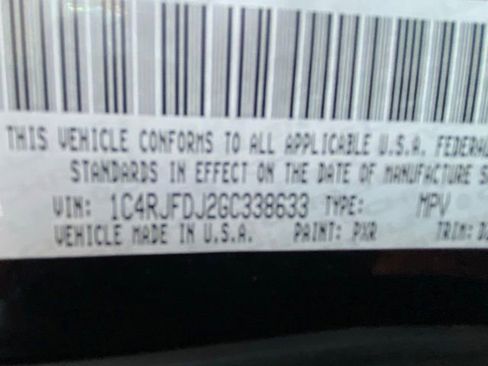 THIS VEHICLE CONFORMS TO ALL APPLICABLE U.S.A. FEDERAL
STANDARDS IN EFFECT ON THE DATE OF MANUFACTURE S
VIN: 1C4RJFDJ2GC338633 TYPE: MPV
VEHICLE MADE IN U.S.A. PAINT: PXR TRIM: D